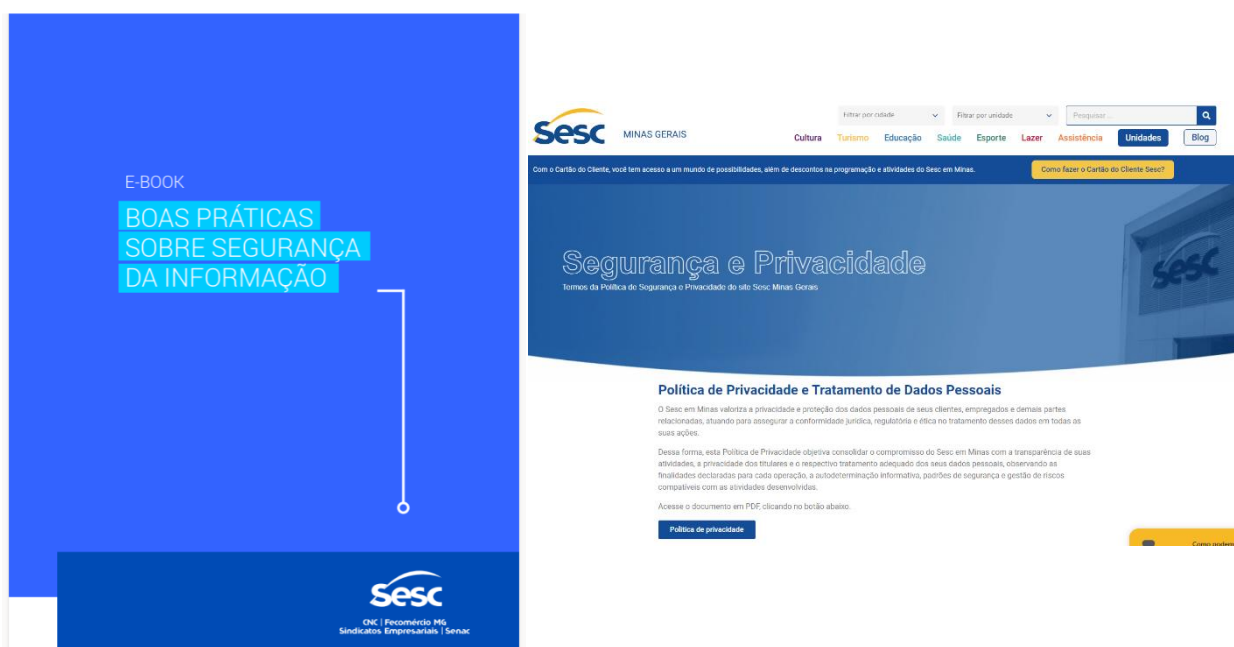 E-BOOK
BOAS PRÁTICAS
SOBRE SEGURANÇA
DA INFORMAÇÃO
Sesc
CNC | Fecomércio MG
Sindicatos Empresariais | Senac
Filtrar por cidade
Filtrar por unidade
Pesquisar...
Sesc
MINAS GERAIS
Cultura Turismo Educação Saúde Esporte Lazer Assistência Unidades Blog
Com o Cartão do Cliente, você tem acesso a um mundo de possibilidades, além de descontos na programação e atividades do Sesc em Minas.
Como fazer o Cartão do Cliente Sesc?
Segurança e Privacidade
Termos da Política de Segurança e Privacidade do site Sesc Minas Gerais
sesc
Política de Privacidade e Tratamento de Dados Pessoais
O Sesc em Minas valoriza a privacidade e proteção dos dados pessoais de seus clientes, empregados e demais partes
relacionadas, atuando para assegurar a conformidade jurídica, regulatória e ética no tratamento desses dados em todas as
suas ações.
Dessa forma, esta Política de Privacidade objetiva consolidar o compromisso do Sesc em Minas com a transparência de suas
atividades, a privacidade dos titulares e o respectivo tratamento adequado dos seus dados pessoais, observando as
finalidades declaradas para cada operação, a autodeterminação informativa, padrões de segurança e gestão de riscos
compatíveis com as atividades desenvolvidas.
Acesse o documento em PDF, clicando no botão abaixo.
Política de privacidade
Como podem